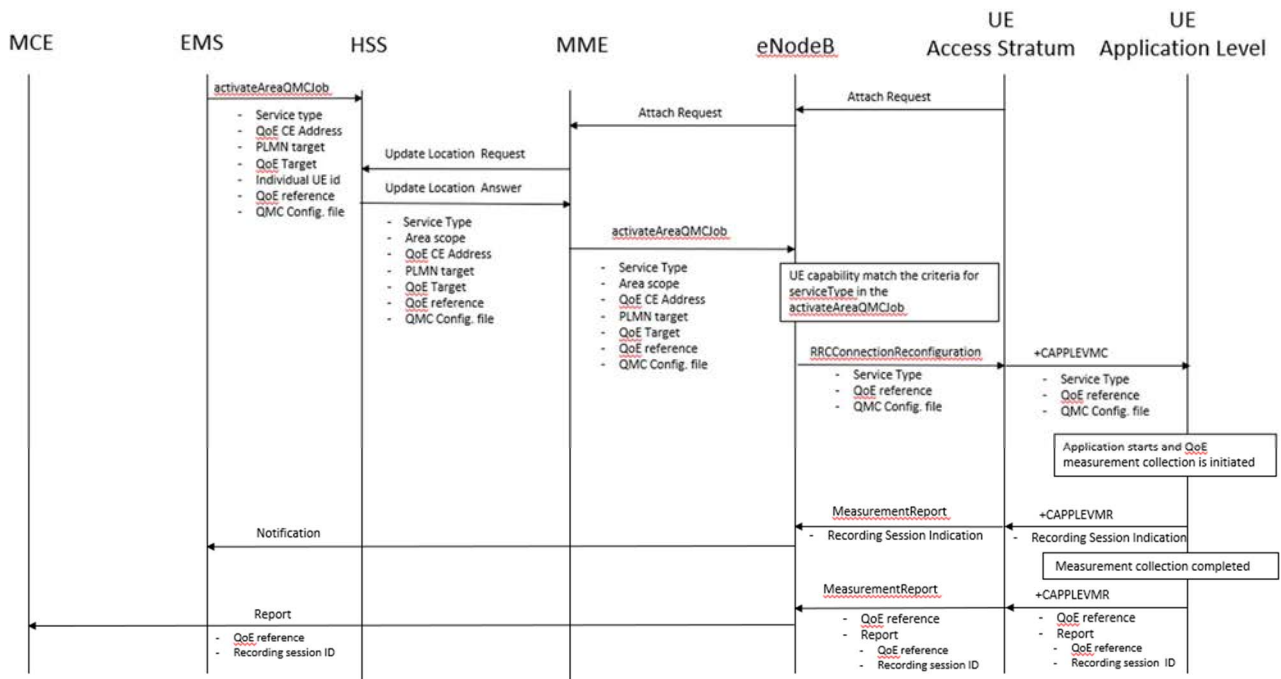 MCE
EMS
HSS
MME
eNodeB
UE
Access Stratum
UE
Application Level
activateAreaQMCJob
- Service type
- QoE CE Address
- PLMN target
- QoE Target
- Individual UE id
- QoE reference
- QMC Config. file
Attach Request
Attach Request
Update Location Request
Update Location Answer
- Service Type
- Area scope
- QoE CE Address
- PLMN target
- QoE Target
- QoE reference
- QMC Config. file
activateAreaQMCJob
- Service Type
- Area scope
- QoE CE Address
- PLMN target
- QoE Target
- QoE reference
- QMC Config. file
UE capability match the criteria for
serviceType in the
activateAreaQMCJob
RRCConnectionReconfiguration
- Service Type
- QoE reference
- QMC Config. file
+CAPPLEVMC
- Service Type
- QoE reference
- QMC Config. file
Application starts and QoE
measurement collection is initiated
+CAPPLEVMR
- Recording Session Indication
MeasurementReport
- Recording Session Indication
Notification
Measurement collection completed
+CAPPLEVMR
- QoE reference
- Report
- QoE reference
- Recording session ID
MeasurementReport
- QoE reference
- Report
- QoE reference
- Recording session ID
Report
- QoE reference
- Recording session ID